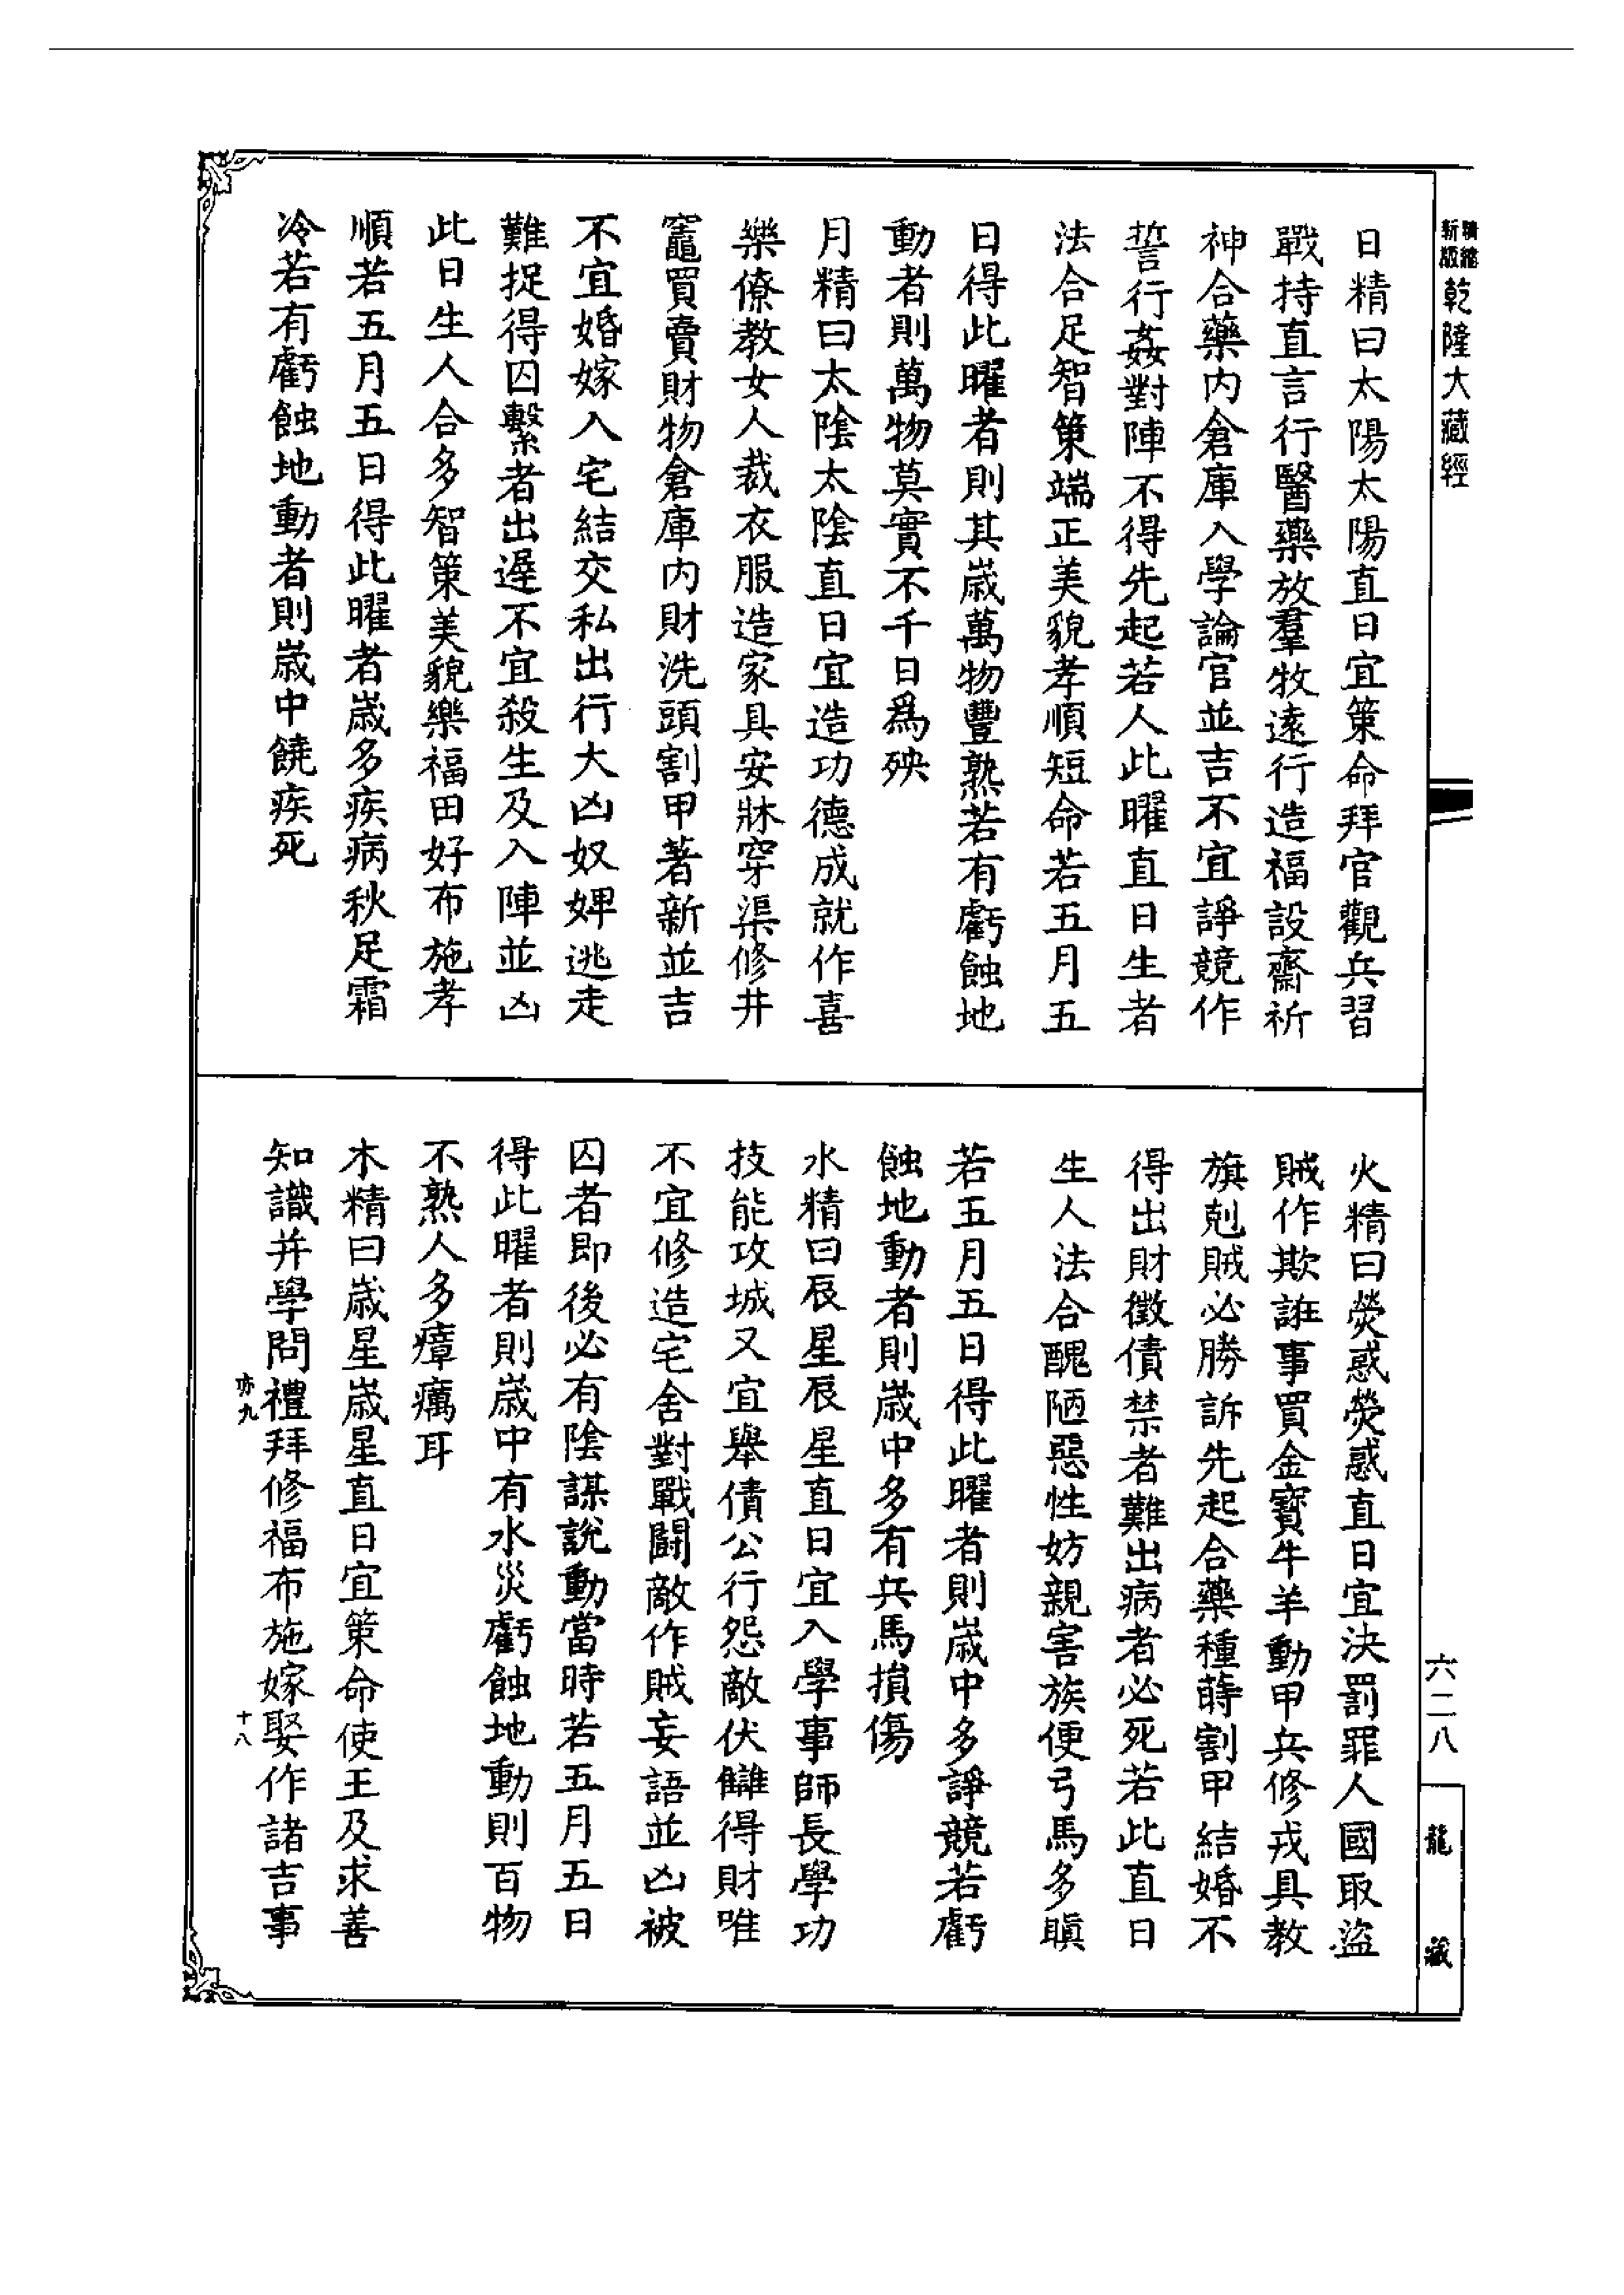 精縮新版乾隆大藏經
日精曰太陽太陽直日宜策命拜官觀兵習
戰持直言行醫藥放羣牧遠行造福設齋祈
神合藥内倉庫入學論官並吉不宜諍競作
誓行姦對陣不得先起若人此曜直日生者
法合足智策端正美貌孝順短命若五月五
日得此曜者則其歳萬物豐熟若有虧蝕地
動者則萬物莫實不千日爲殃
月精曰太陰太陰直日宜造功德成就作喜
樂僚教女人裁衣服造家具安牀穿渠修井
竈買賣財物倉庫内財洗頭割甲著新並吉
不宜婚嫁入宅結交私出行大凶奴婢逃走
難捉得囚繫者出遲不宜殺生及入陣並凶
此日生人合多智策美貌樂福田好布施孝
順若五月五日得此曜者歳多疾病秋足霜
冷若有虧蝕地動者則歳中饒疾死
火精曰熒惑熒惑直日宜決罰罪人國取盜
賊作欺誑事買金寶牛羊動甲兵修戎具教
旗剋賊必勝訴先起合藥種蒔割甲結婚不
得出財徵債禁者難出病者必死若此直日
生人法合醜陋惡性妨親害族便弓馬多瞋
若五月五日得此曜者則歳中多諍競若虧
蝕地動者則歳中多有兵馬損傷
水精曰辰星辰星直日宜入學事師長學功
技能攻城又宜舉債公行怨敵伏讎得財唯
不宜修造宅舍對戰鬪敵作賊妄語並凶被
囚者即後必有陰謀說動當時若五月五日
得此曜者則歳中有水災虧蝕地動則百物
不熟人多瘴癘耳
木精曰歳星歳星直日宜策命使王及求善
知識并學問禮拜修福布施嫁娶作諸吉事
亦九
十八
六二八
龍藏